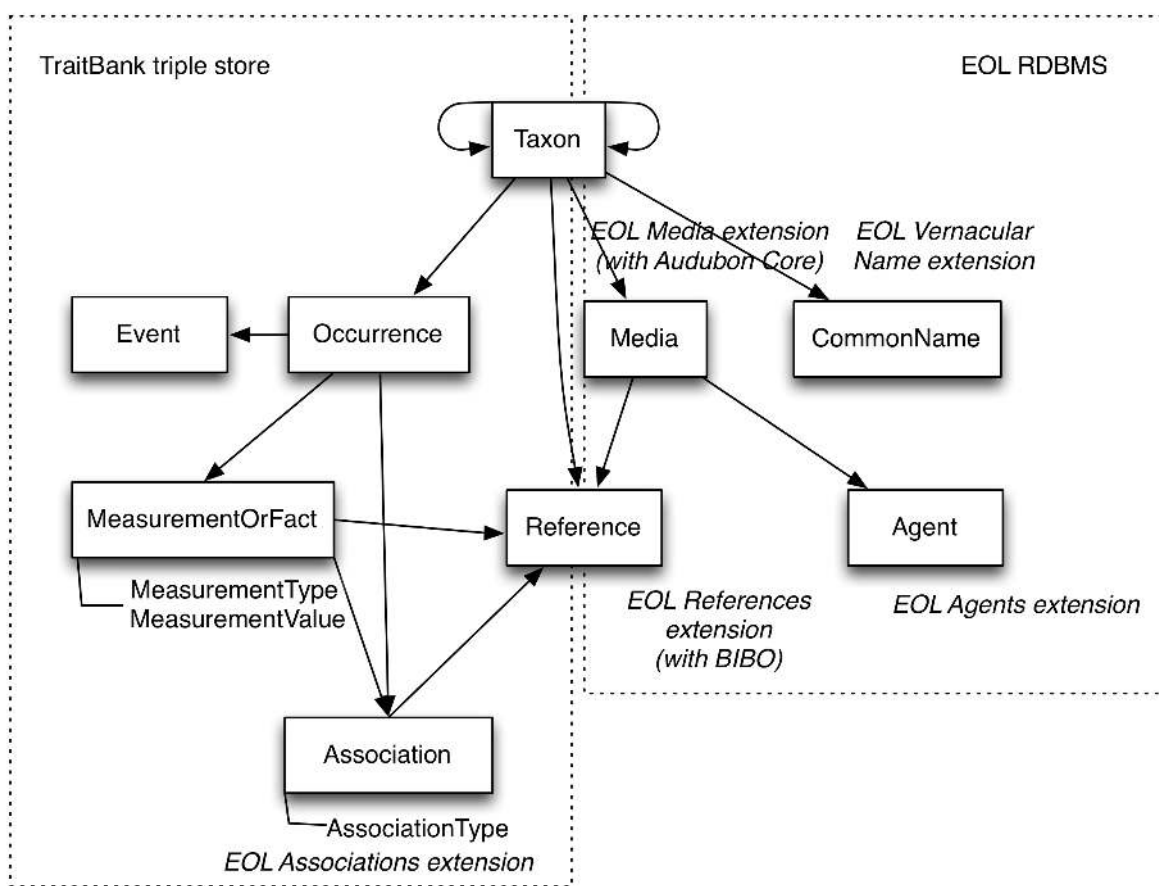 TraitBank triple store
EOL RDBMS
Taxon
EOL Media extension
(with Audubon Core)
EOL Vernacular
Name extension
Event
Occurrence
Media
CommonName
MeasurementOrFact
Reference
Agent
MeasurementType
MeasurementValue
EOL References
extension
(with BIBO)
EOL Agents extension
Association
AssociationType
EOL Associations extension